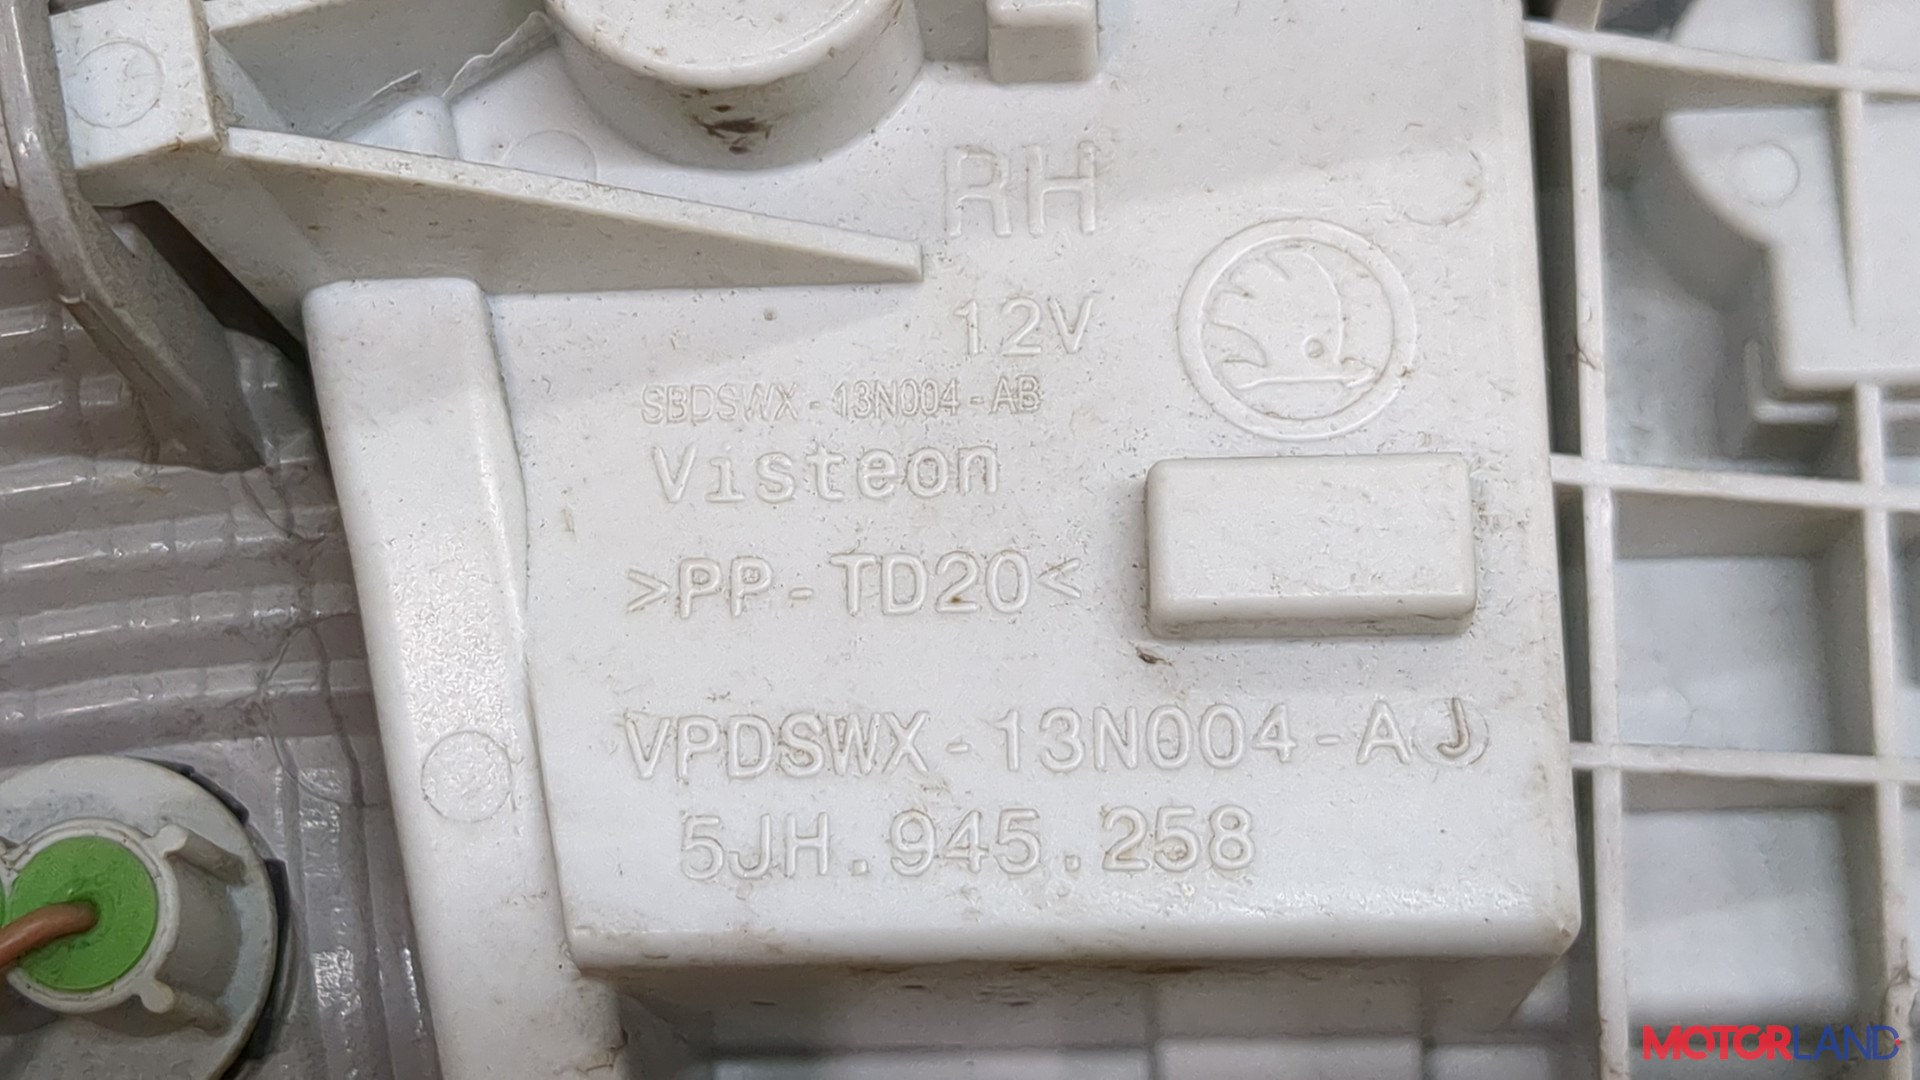 RH
12V
SBDSWX-13N004-AB
Visteon
>PP-TD20<
VPDSWX-13N004-AJ
5JH.945.258
MOTORLAND